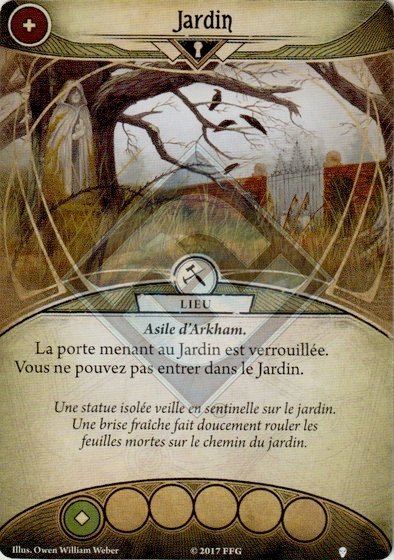 Jardin
LIEU
Asile d'Arkham.
La porte menant au Jardin est verrouillée.
Vous ne pouvez pas entrer dans le Jardin.
Une statue isolée veille en sentinelle sur le jardin.
Une brise fraîche fait doucement rouler les
feuilles mortes sur le chemin du jardin.
Illus. Owen William Weber
© 2017 FFG